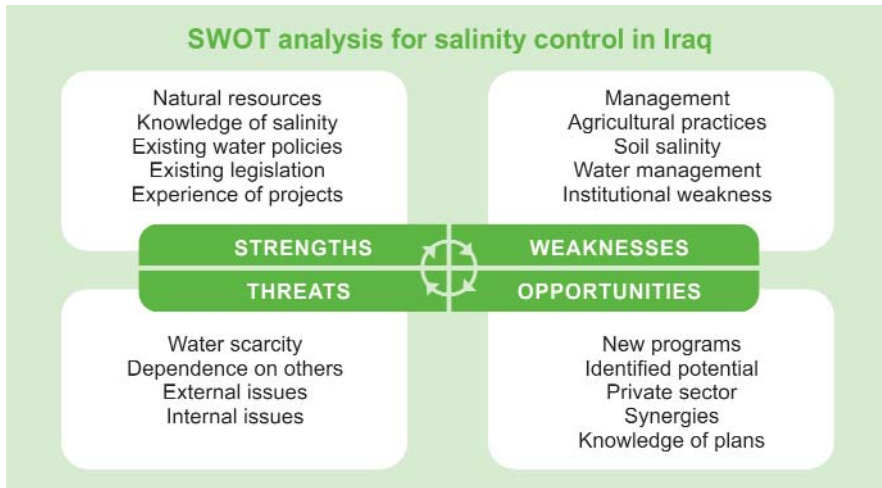 SWOT analysis for salinity control in Iraq
Natural resources
Knowledge of salinity
Existing water policies
Existing legislation
Experience of projects
STRENGTHS
Management
Agricultural practices
Soil salinity
Water management
Institutional weakness
WEAKNESSES
THREATS
Water scarcity
Dependence on others
External issues
Internal issues
OPPORTUNITIES
New programs
Identified potential
Private sector
Synergies
Knowledge of plans